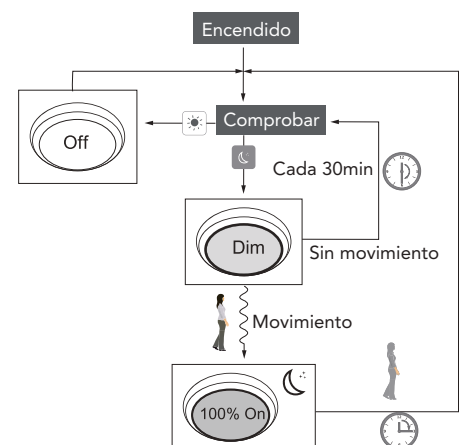 Encendido
Comprobar
Off
Cada 30min
Dim
Sin movimiento
Movimiento
100% On